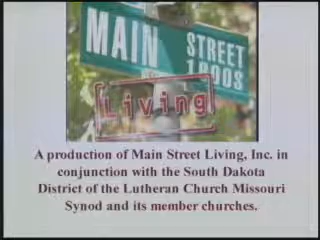 MAIN STREET
1900S
Living
A production of Main Street Living, Inc. in
conjunction with the South Dakota
District of the Lutheran Church Missouri
Synod and its member churches.